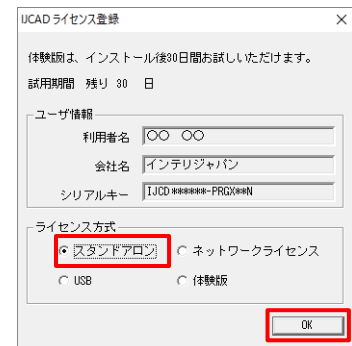 IJCAD ライセンス登録
体験版は、インストール後30日間お試しいただけます。
試用期間 残り 30 日
ユーザ情報
利用者名 〇〇 〇〇
会社名 インテリジャパン
シリアルキー IJCD******-PRGX**N
ライセンス方式
スタンドアロン ネットワークライセンス
USB 体験版
OK